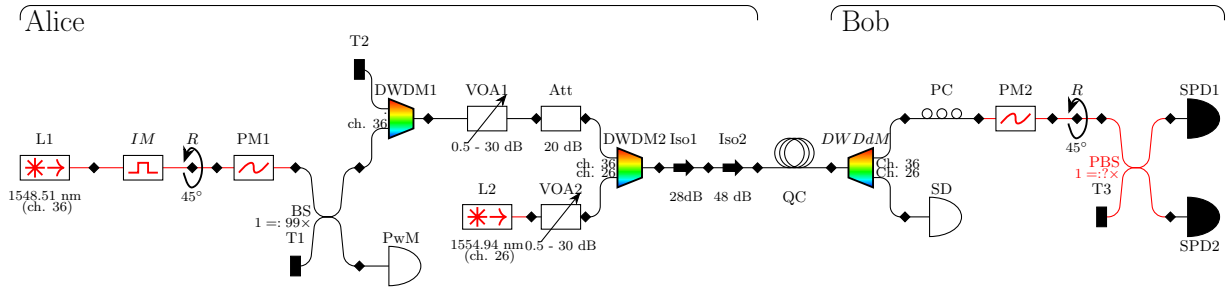 Alice
Bob
T2
DWDM1
ch. 36
VOA1
0.5 - 30 dB
Att
20 dB
DWDM2
ch. 36
ch. 26
Iso1
28dB
Iso2
48 dB
QC
DWDdM
Ch. 36
Ch. 26
PC
PM2
R
45°
SPD1
L1
1548.51 nm
(ch. 36)
IM
R
45°
PM1
BS
1 =: 99×
T1
PwM
L2
1554.94 nm
(ch. 26)
VOA2
0.5 - 30 dB
SD
PBS
1 =:?×
T3
SPD2